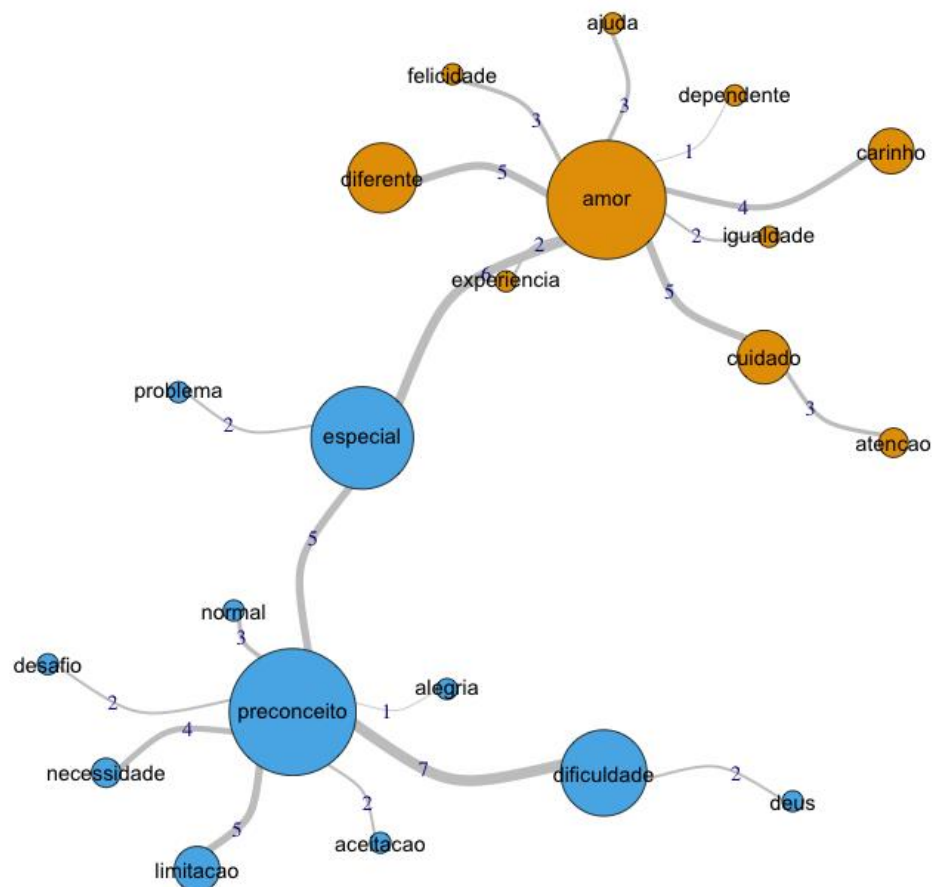 ajuda
felicidade
dependente
3
3
1
carinho
diferente
5
amor
4
2
igualdade
2
6
experiencia
5
cuidado
problema
3
2
especial
atencao
5
normal
3
desafio
alegria
2
preconceito
1
4
necessidade
7
dificuldade
2
deus
2
5
aceitacao
limitacao